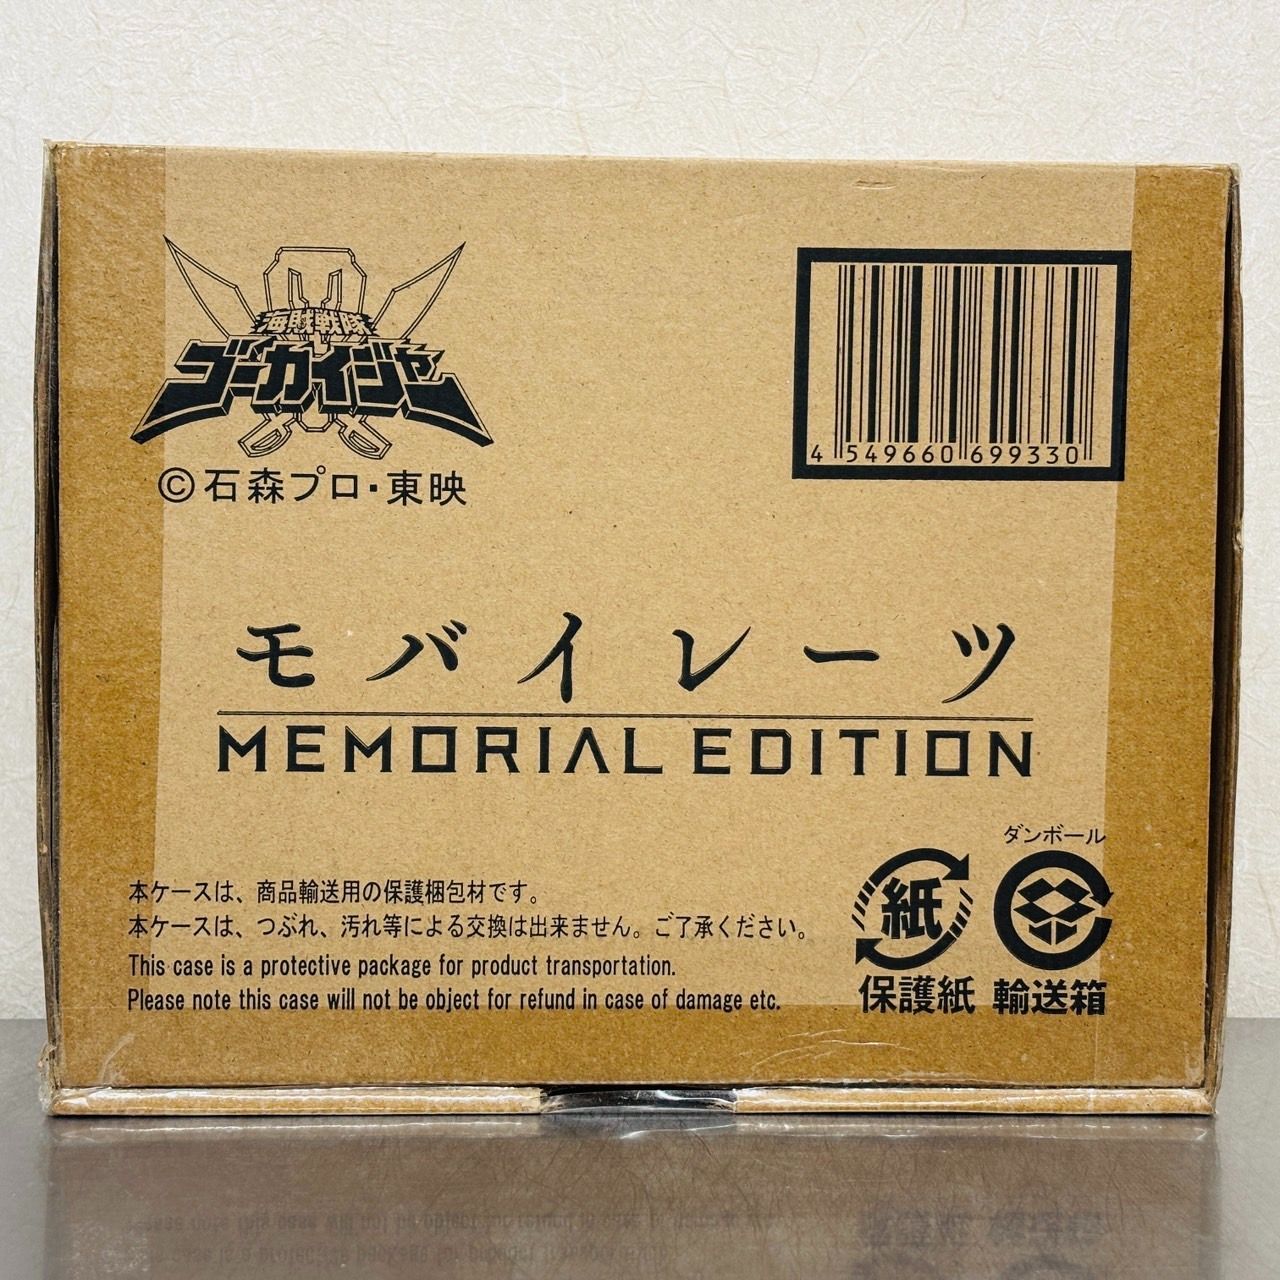 海賊戦隊
ゴーカイジャー
©石森プロ・東映
4 549660 699330
モバイレーツ
MEMORIAL EDITION
ダンボール
紙
保護紙 輸送箱
本ケースは、商品輸送用の保護梱包材です。
本ケースは、つぶれ、汚れ等による交換は出来ません。ご了承ください。
This case is a protective package for product transportation.
Please note this case will not be object for refund in case of damage etc.